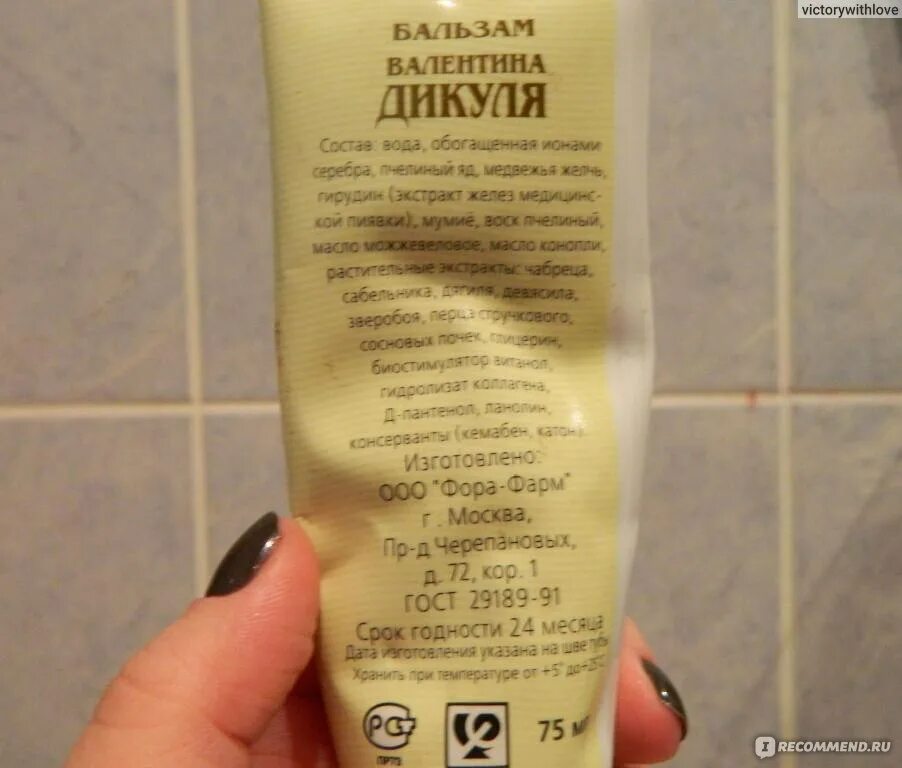 victorywithlove
БАЛЬЗАМ
ВАЛЕНТИНА
ДИКУЛЯ
Состав: вода, обогащенная ионами
серебра, пчелиный яд, медвежья желчь,
гирудин (экстракт желез медицинс-
кой пиявки), мумиё, воск пчелиный,
масло можжевеловое, масло конопли,
растительные экстракты: чабреца,
сабельника, дягиля, девясила,
зверобоя, перца стручкового,
сосновых почек, глицерин,
биостимулятор витанол,
гидролизат коллагена,
Д-пантенол, ланолин,
консерванты (кемабен, катон).
Изготовлено:
ООО "Фора-Фарм"
г. Москва,
Пр-д Черепановых,
д. 72, кор. 1
ГОСТ 29189-91
Срок годности 24 месяца
Дата изготовления указана на шве тубы
Хранить при температуре от +5° до +25°C
РСТ
ПР73
75 мл
IRECOMMEND.RU